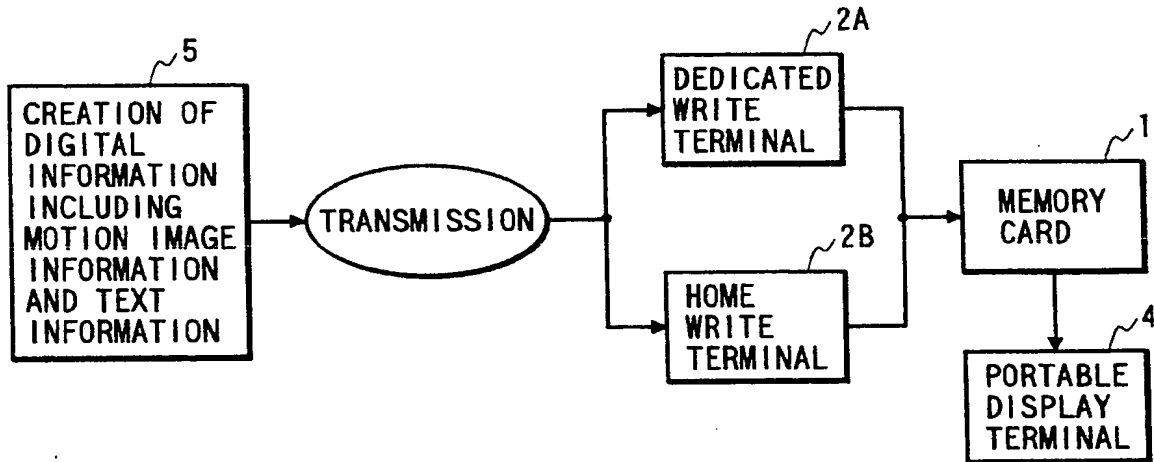 5
CREATION OF
DIGITAL
INFORMATION
INCLUDING
MOTION IMAGE
INFORMATION
AND TEXT
INFORMATION
TRANSMISSION
2A
DEDICATED
WRITE
TERMINAL
2B
HOME
WRITE
TERMINAL
1
MEMORY
CARD
4
PORTABLE
DISPLAY
TERMINAL